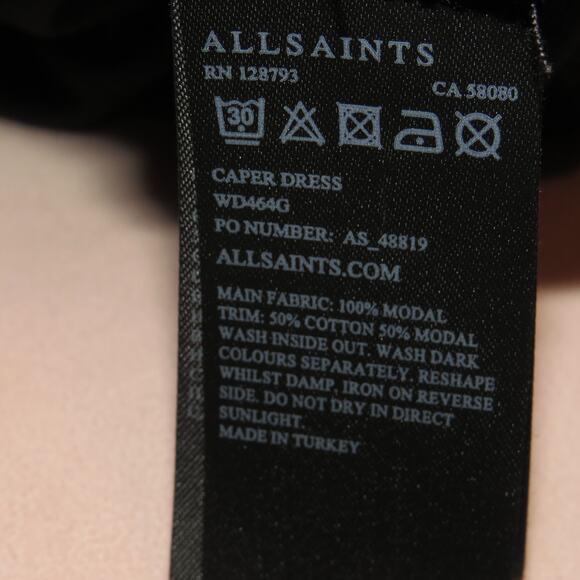 ALLSAINTS
RN 128793
CA 58080
30
CAPER DRESS
WD464G
PO NUMBER: AS_48819
ALLSAINTS.COM
MAIN FABRIC: 100% MODAL
TRIM: 50% COTTON 50% MODAL
WASH INSIDE OUT. WASH DARK
COLOURS SEPARATELY. RESHAPE
WHILST DAMP, IRON ON REVERSE
SIDE. DO NOT DRY IN DIRECT
SUNLIGHT.
MADE IN TURKEY